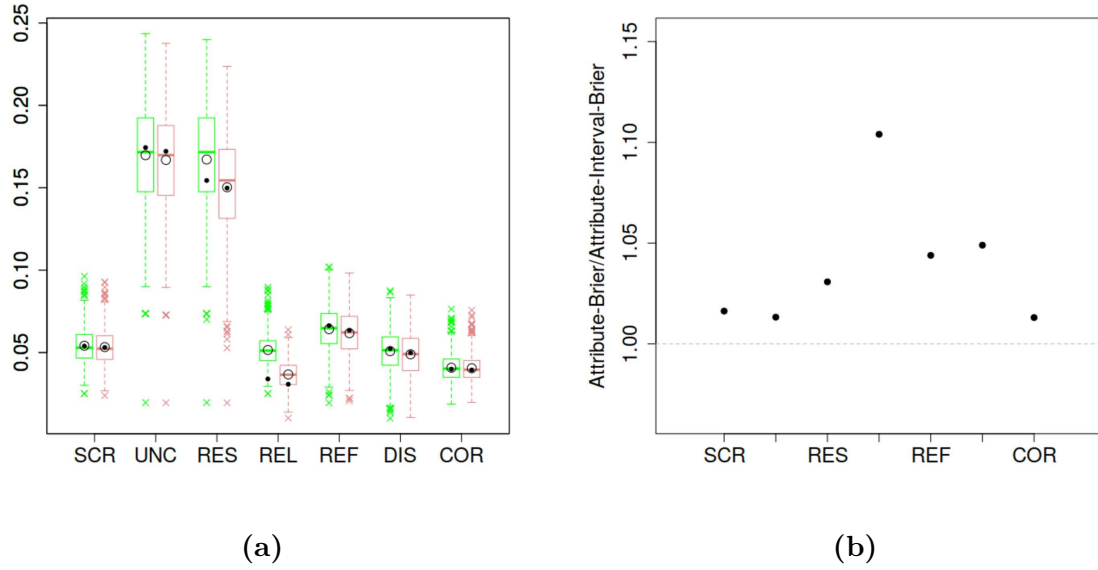 0.25
0.20
0.15
0.10
0.05
SCR UNC RES REL REF DIS COR
(a)
Attribute-Brier/Attribute-Interval-Brier
1.15
1.10
1.05
1.00
SCR RES REF COR
(b)